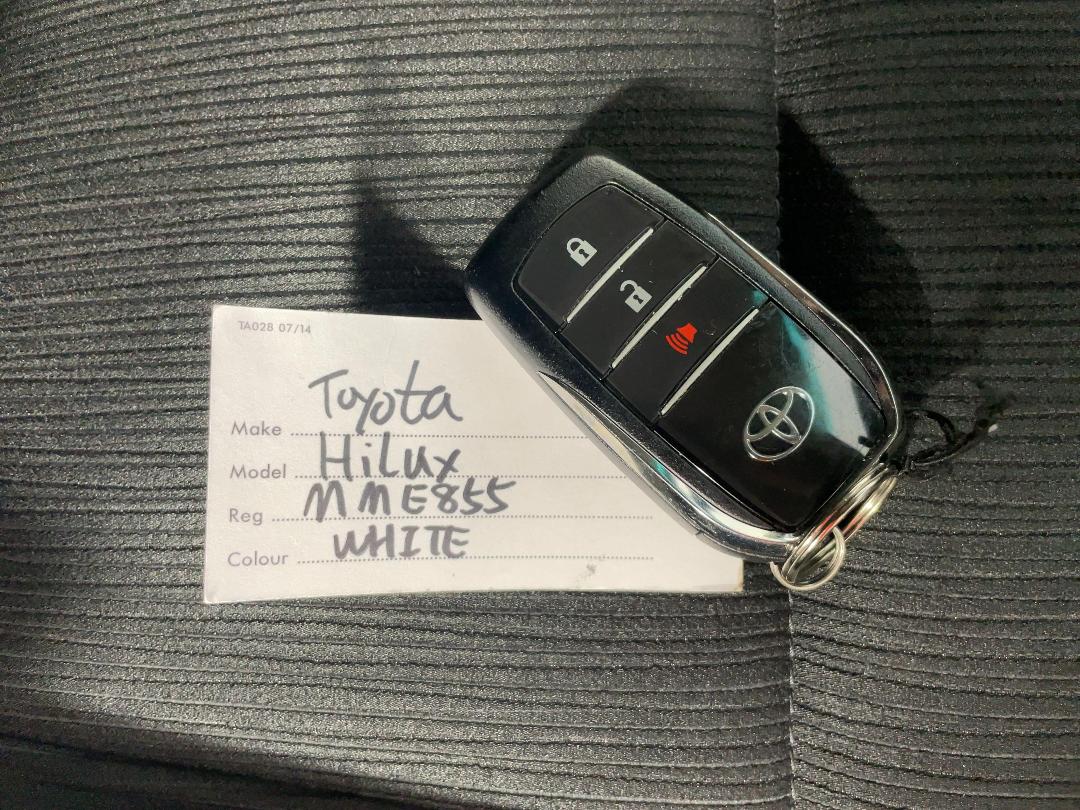 TA028 07/14
Make Toyota
Model HiLux
Reg MME855
Colour WHITE